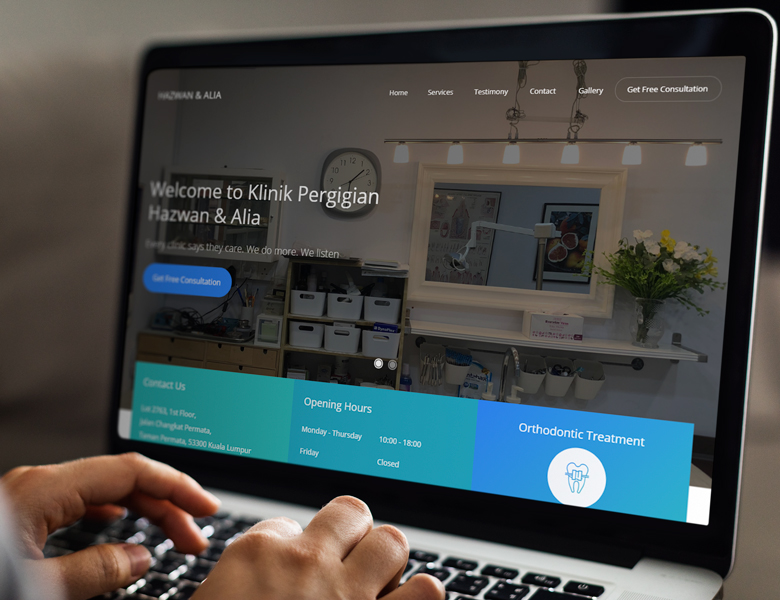 HAZWAN & ALIA
Home Services Testimony Contact Gallery Get Free Consultation
Welcome to Klinik Pergigian
Hazwan & Alia
Every clinic says they care. We do more. We listen
Get Free Consultation
Contact Us
1st Floor,
Jalan Changkat Permata,
Taman Permata, 53300 Kuala Lumpur
Opening Hours
Monday - Thursday 10:00 - 18:00
Friday Closed
Orthodontic Treatment